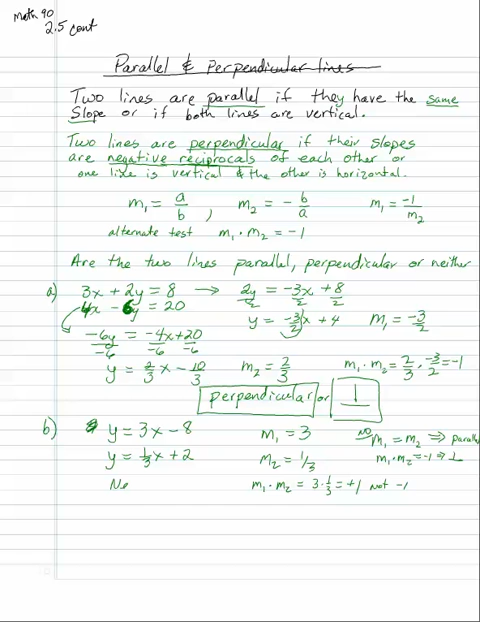 Math 90
2.5 cont
Parallel & Perpendicular lines
Two lines are parallel if they have the same
Slope or if both lines are vertical.
Two lines are perpendicular if their slopes
are negative reciprocals of each other or
one line is vertical & the other is horizontal.
m₁ = a/b , m₂ = -b/a m₁ = -1/m₂
alternate test m₁·m₂ = -1
Are the two lines parallel, perpendicular or neither
a) 3x + 2y = 8 → 2y/2 = -3x/2 + 8/2
4x - 6y = 20 y = -3/2 x + 4 m₁ = -3/2
-6y/-6 = -4x/-6 + 20/-6
y = 2/3 x - 10/3 m₂ = 2/3 m₁·m₂ = 2/3 · -3/2 = -1
perpendicular or ⊥
b) y = 3x - 8 m₁ = 3 NO m₁ = m₂ ⇒ parallel
y = 1/3 x + 2 m₂ = 1/3 m₁·m₂ = -1 ⇒ ⊥
Ne m₁·m₂ = 3·1/3 = +1 not -1